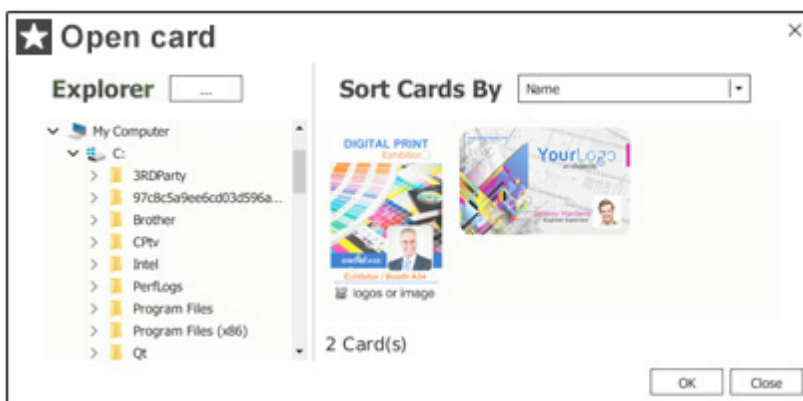 Open card
Explorer
...
Sort Cards By
Name
My Computer
C:
3RDParty
97c8c5a9ee6cd03d596a...
Brother
CPtv
Intel
PerfLogs
Program Files
Program Files (x86)
Qt
DIGITAL PRINT
Exhibition
Exhibitor / Booth A34
logos or image
YourLogo
2 Card(s)
OK
Close